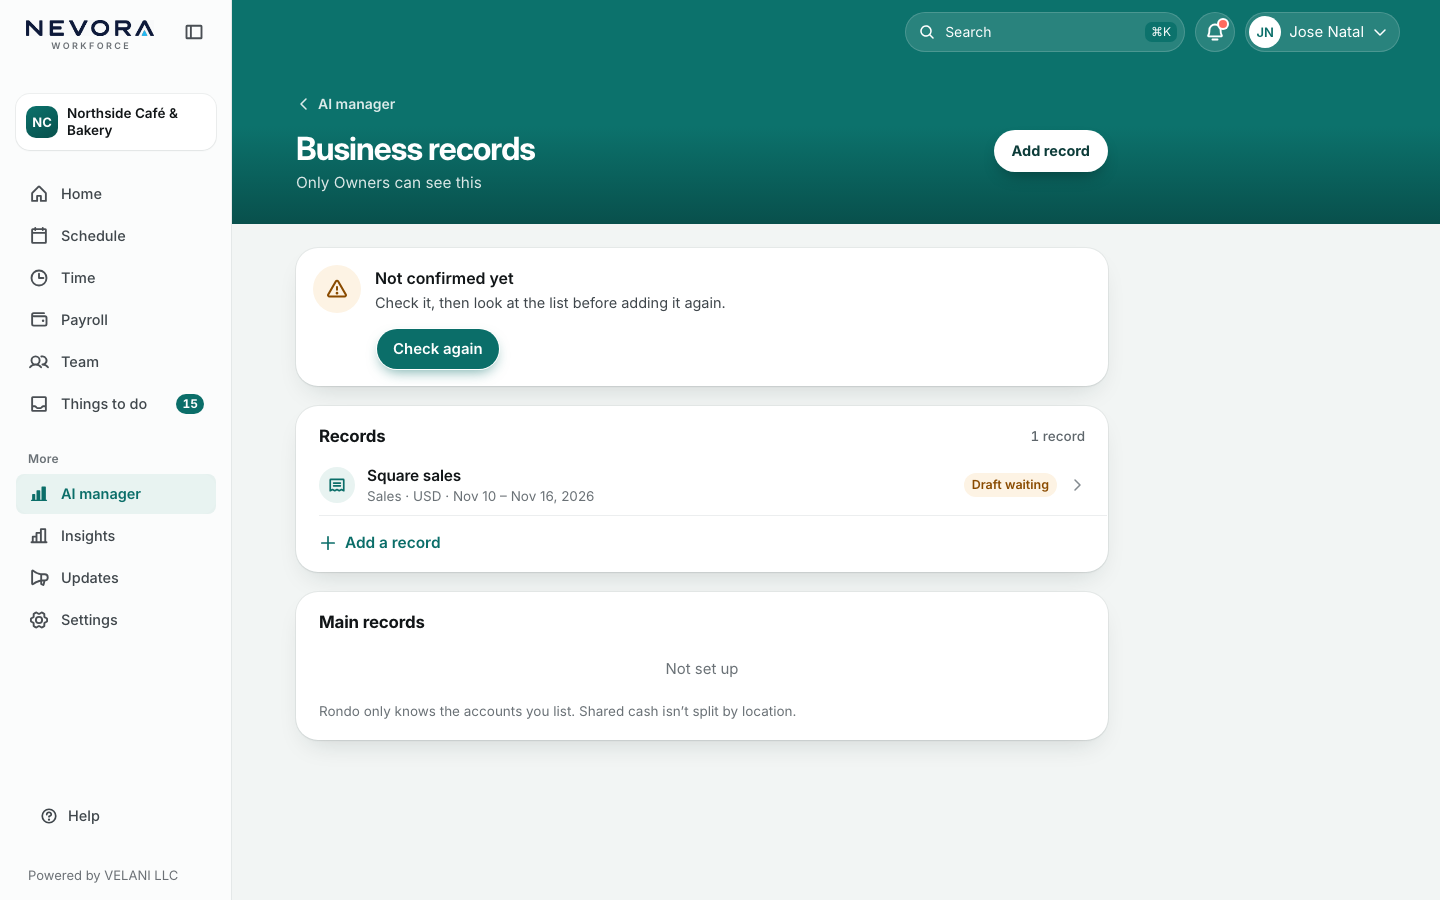 NEVORA
WORKFORCE
Search
⌘K
JN
Jose Natal
NC
Northside Café &
Bakery
Home
Schedule
Time
Payroll
Team
Things to do
15
More
AI manager
Insights
Updates
Settings
Help
Powered by VELANI LLC
AI manager
Business records
Only Owners can see this
Add record
Not confirmed yet
Check it, then look at the list before adding it again.
Check again
Records
1 record
Square sales
Sales · USD · Nov 10 – Nov 16, 2026
Draft waiting
Add a record
Main records
Not set up
Rondo only knows the accounts you list. Shared cash isn’t split by location.